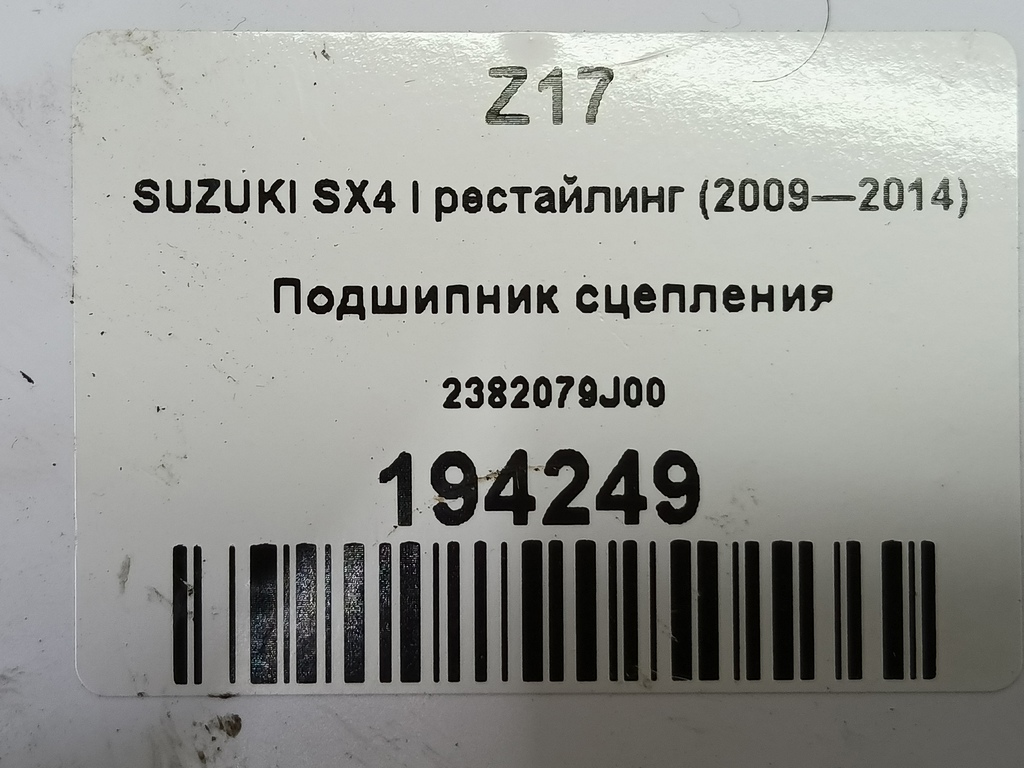 Z17
SUZUKI SX4 I рестайлинг (2009—2014)
Подшипник сцепления
2382079J00
194249